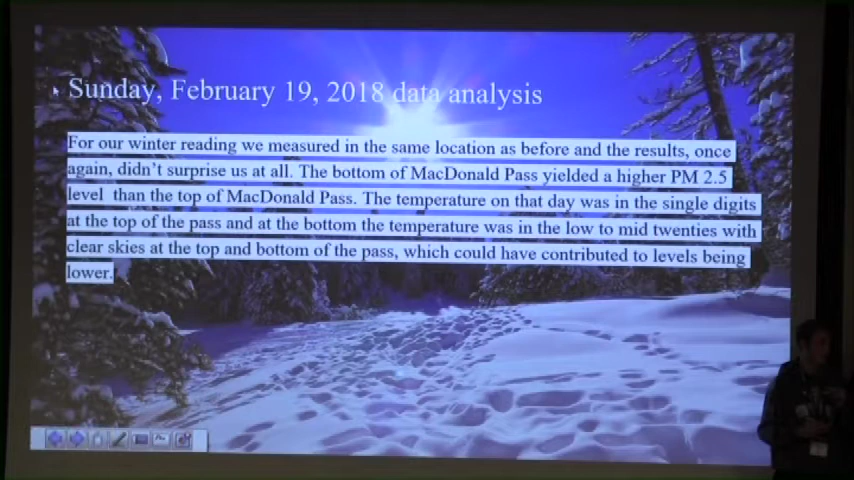 Sunday, February 19, 2018 data analysis
For our winter reading we measured in the same location as before and the results, once
again, didn't surprise us at all. The bottom of MacDonald Pass yielded a higher PM 2.5
level than the top of MacDonald Pass. The temperature on that day was in the single digits
at the top of the pass and at the bottom the temperature was in the low to mid twenties with
clear skies at the top and bottom of the pass, which could have contributed to levels being
lower.